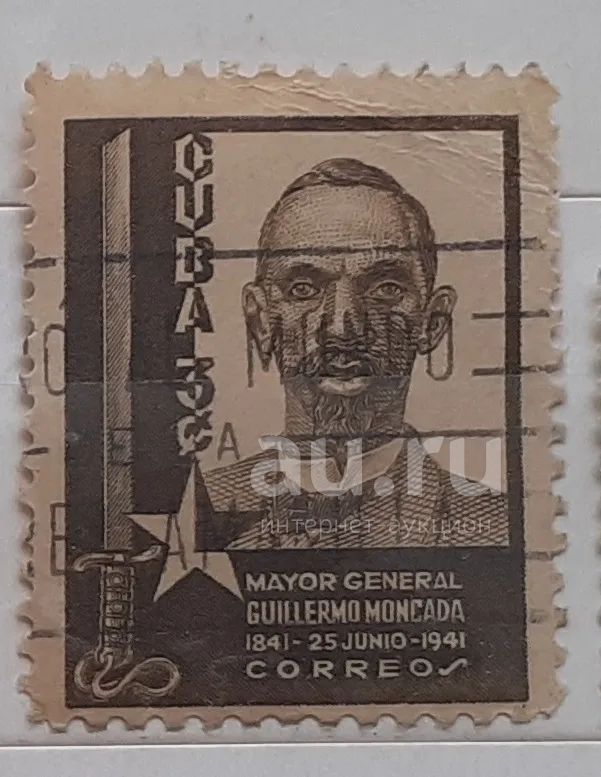 CUBA 3¢
MAYOR GENERAL
GUILLERMO MONCADA
1841-25 JUNIO-1941
CORREOS
au.ru
интернет аукцион